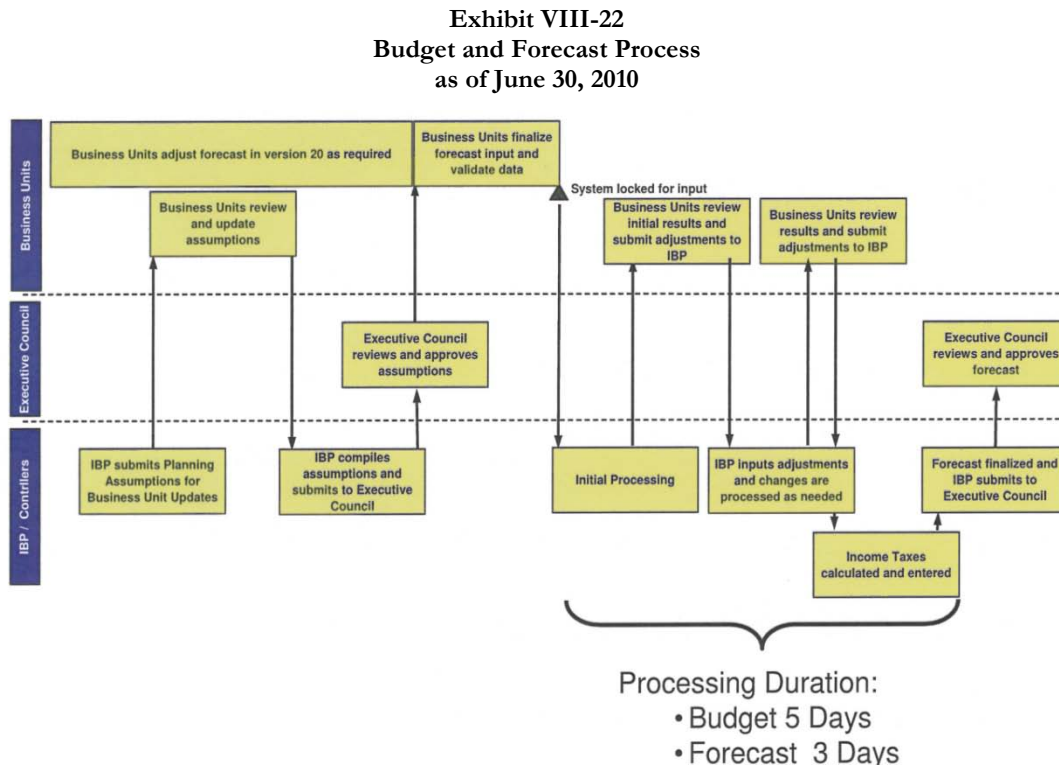 Exhibit VIII-22
Budget and Forecast Process
as of June 30, 2010
Business Units
Business Units adjust forecast in version 20 as required
Business Units finalize
forecast input and
validate data
System locked for input
Business Units review
and update
assumptions
Business Units review
initial results and
submit adjustments to
IBP
Business Units review
results and submit
adjustments to IBP
Executive Council
Executive Council
reviews and approves
assumptions
Executive Council
reviews and approves
forecast
IBP / Contrllers
IBP submits Planning
Assumptions for
Business Unit Updates
IBP compiles
assumptions and
submits to Executive
Council
Initial Processing
IBP inputs adjustments
and changes are
processed as needed
Forecast finalized and
IBP submits to
Executive Council
Income Taxes
calculated and entered
Processing Duration:
• Budget 5 Days
• Forecast 3 Days